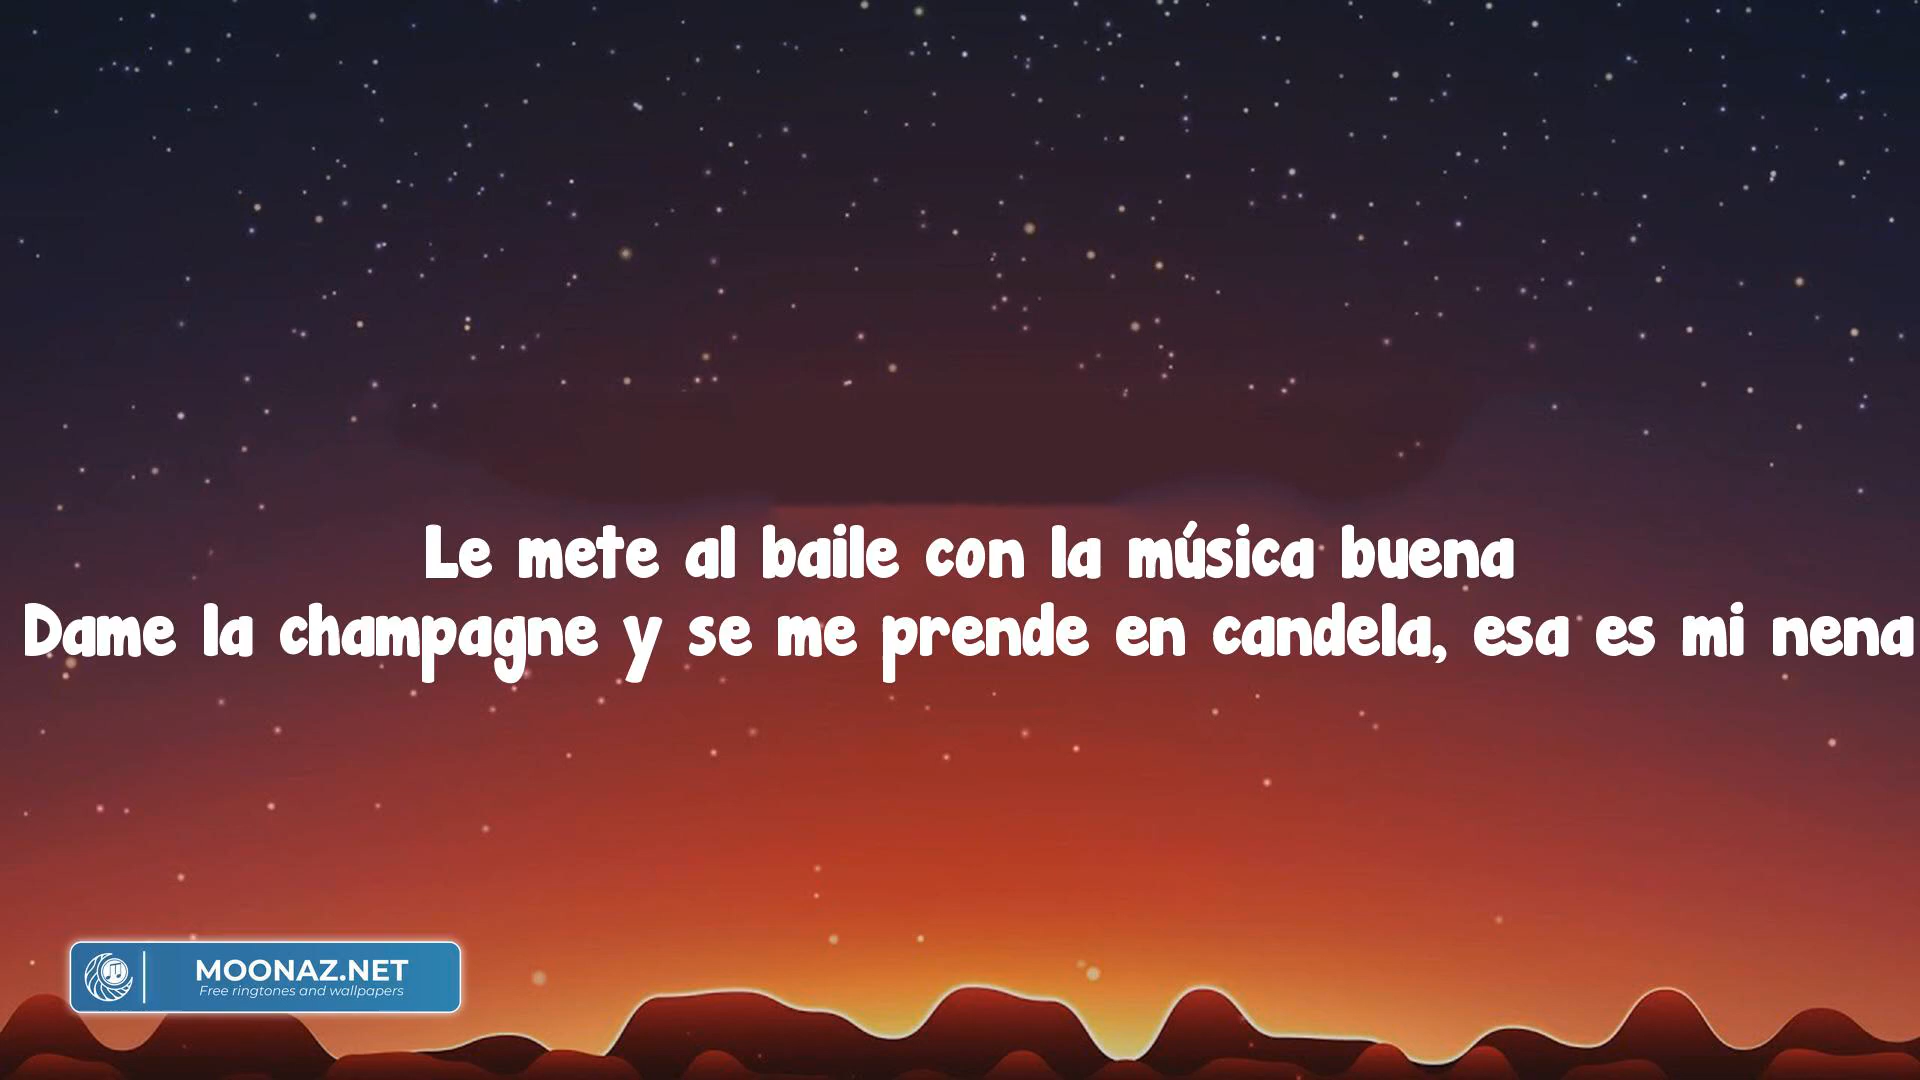 Le mete al baile con la música buena
Dame la champagne y se me prende en candela, esa es mi nena
MOONAZ.NET
Free ringtones and wallpapers